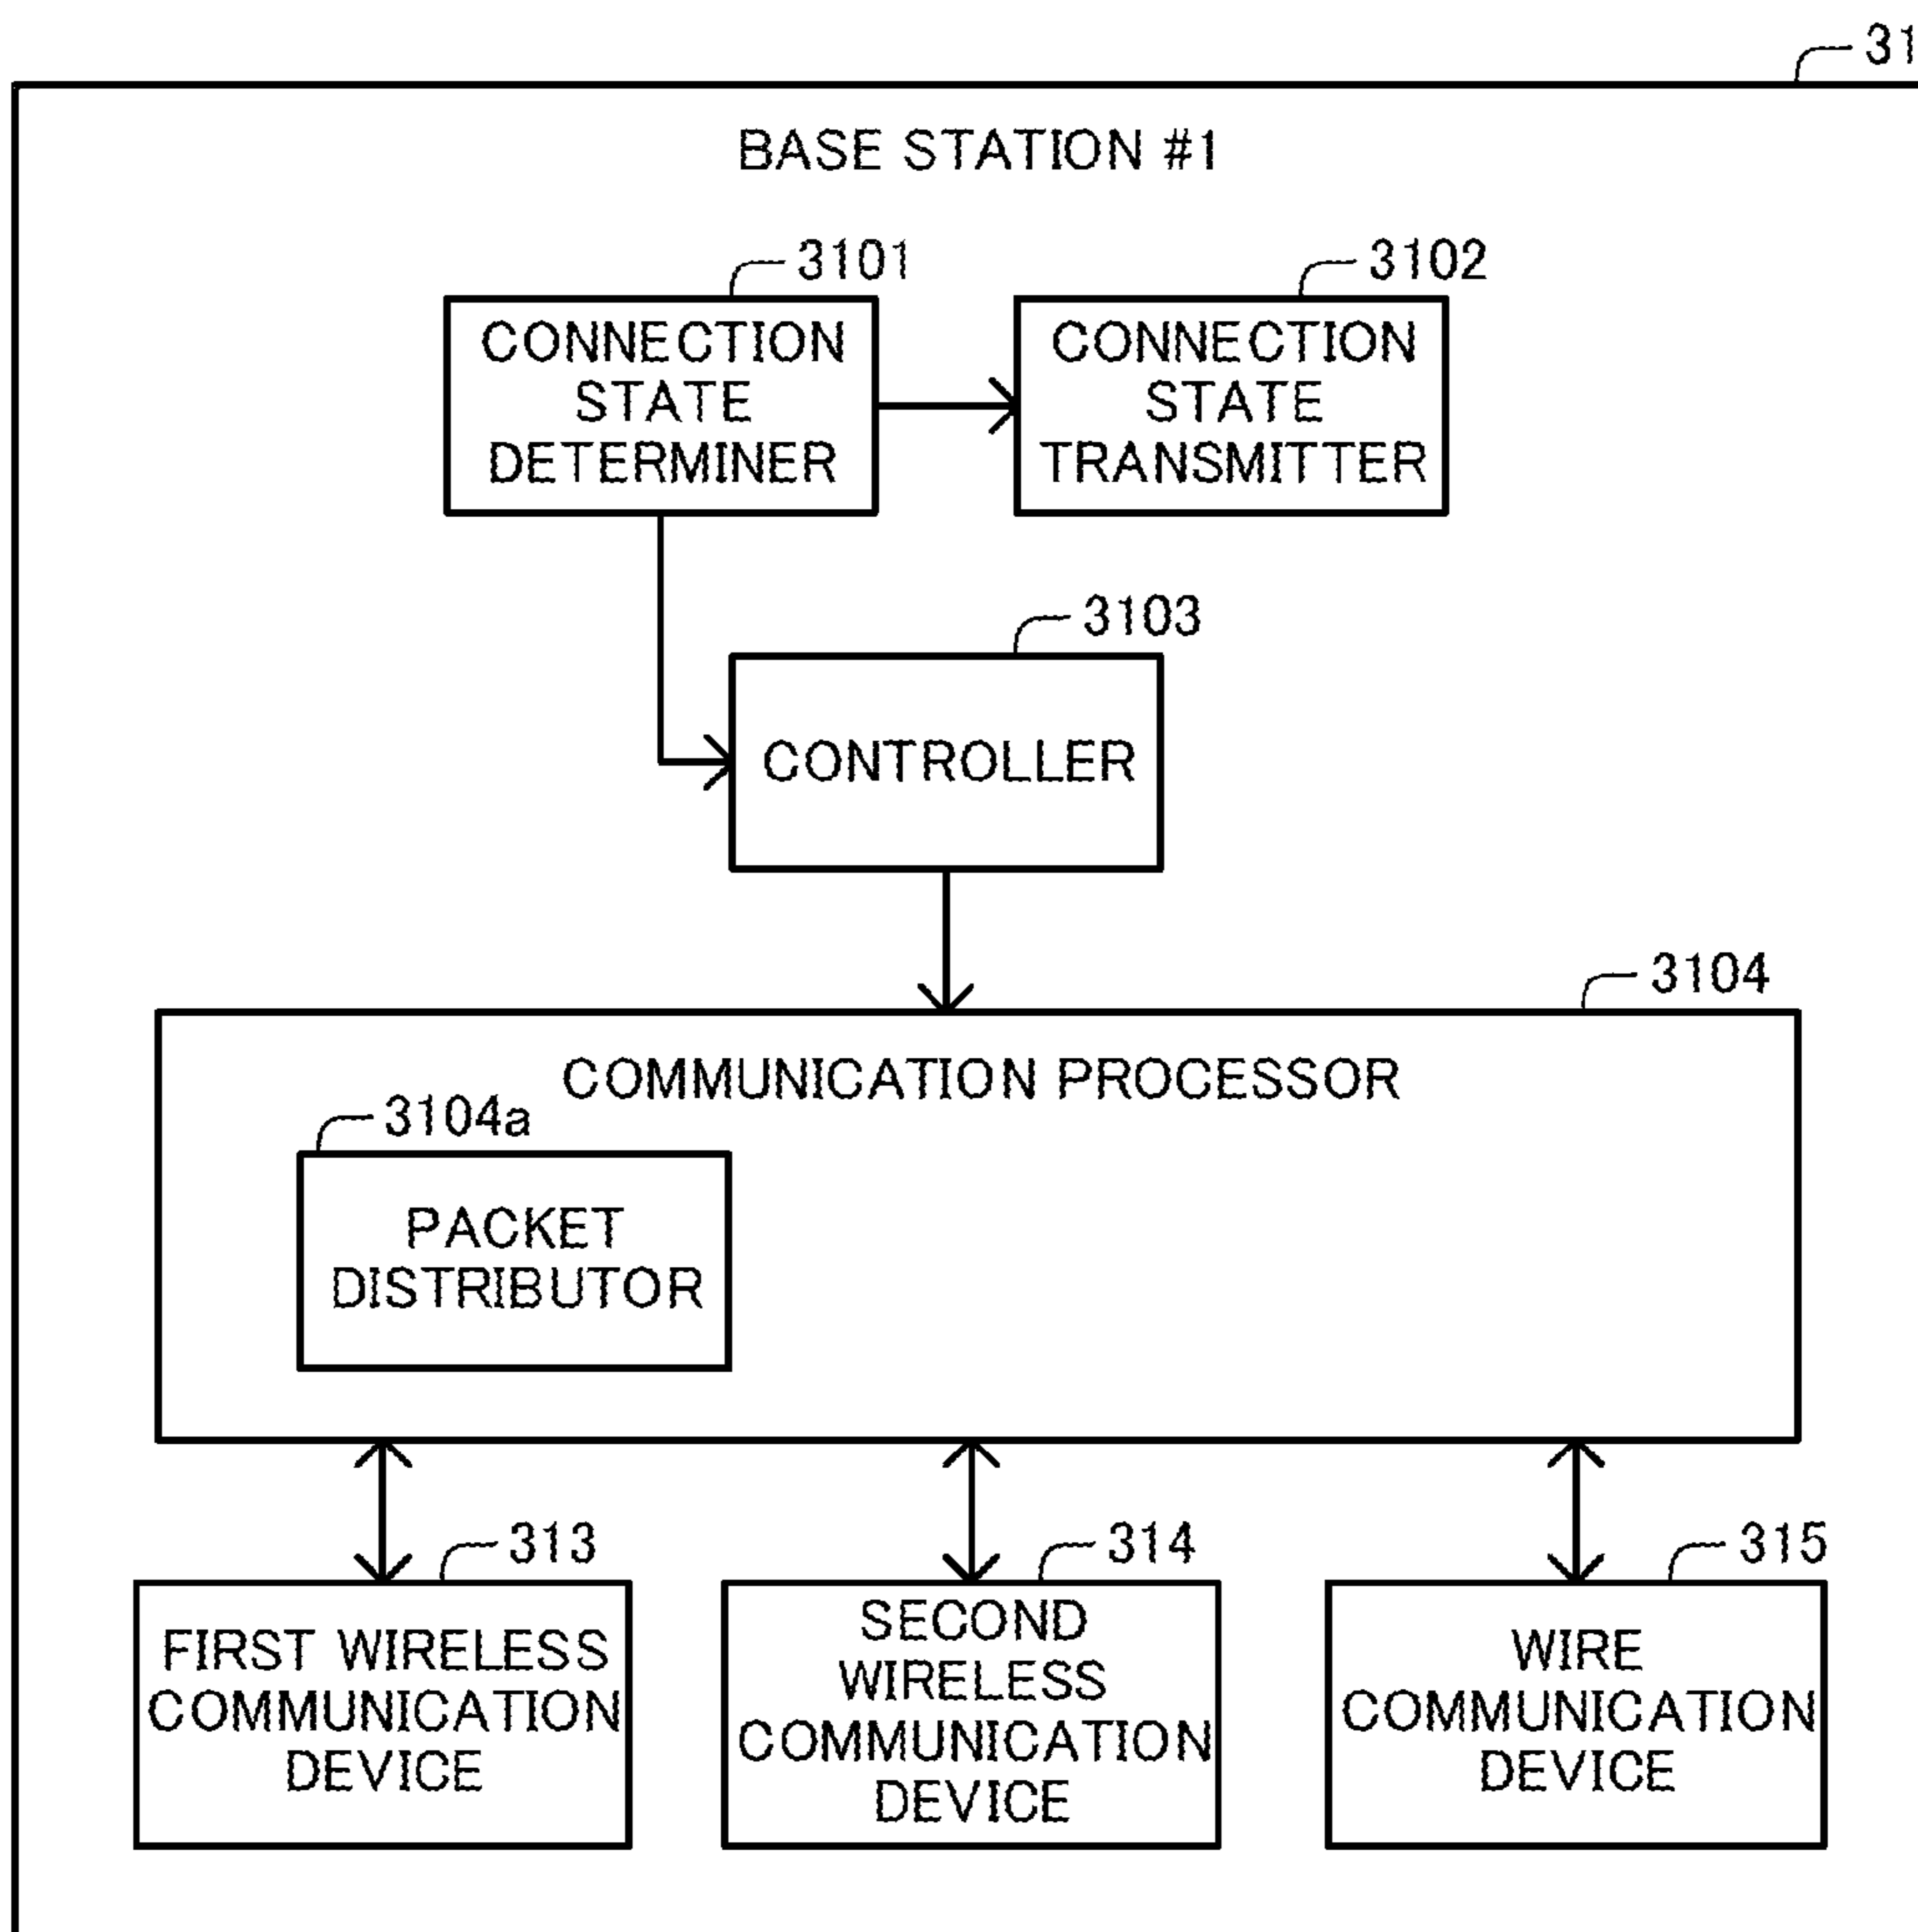 31
BASE STATION #1
3101
3102
CONNECTION
STATE
DETERMINER
CONNECTION
STATE
TRANSMITTER
3103
CONTROLLER
3104
COMMUNICATION PROCESSOR
3104a
PACKET
DISTRIBUTOR
313
314
315
FIRST WIRELESS
COMMUNICATION
DEVICE
SECOND
WIRELESS
COMMUNICATION
DEVICE
WIRE
COMMUNICATION
DEVICE